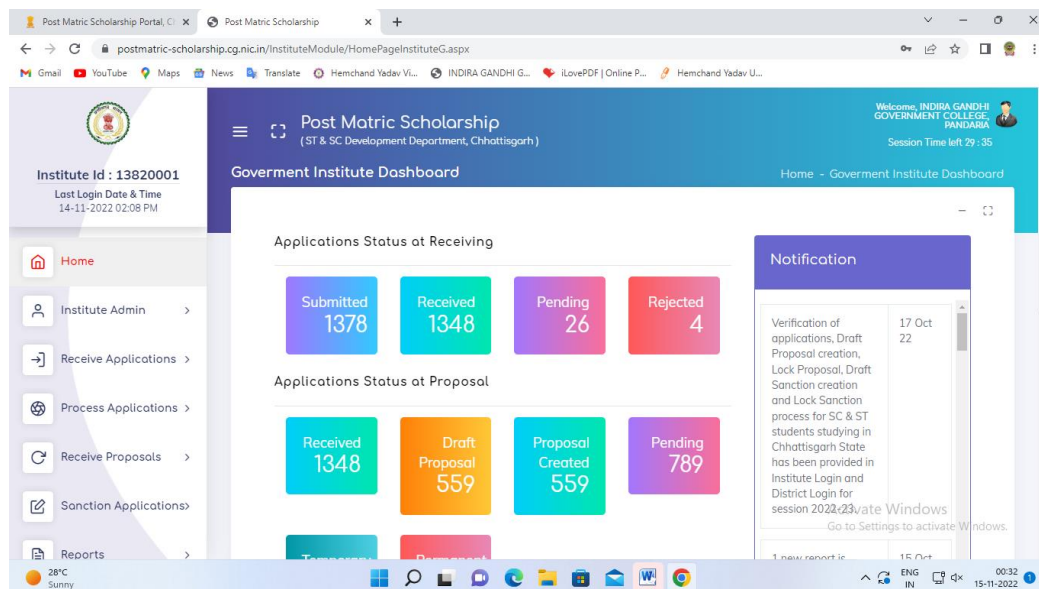 Post Matric Scholarship Portal, C
Post Matric Scholarship
postmatric-scholarship.cg.nic.in/InstituteModule/HomePageInstituteG.aspx
Gmail YouTube Maps News Translate Hemchand Yadav Vi... INDIRA GANDHI G... iLovePDF | Online P... Hemchand Yadav U...
Institute Id : 13820001
Last Login Date & Time
14-11-2022 02:08 PM
Home
Institute Admin
Receive Applications
Process Applications
Receive Proposals
Sanction Applications
Reports
Post Matric Scholarship
(ST & SC Development Department, Chhattisgarh)
Welcome, INDIRA GANDHI
GOVERNMENT COLLEGE,
PANDARIA
Session Time left 29 : 35
Goverment Institute Dashboard
Home - Goverment Institute Dashboard
Applications Status at Receiving
Submitted
1378
Received
1348
Pending
26
Rejected
4
Applications Status at Proposal
Received
1348
Draft
Proposal
559
Proposal
Created
559
Pending
789
Temporary
Permanent
Notification
Verification of
applications, Draft
Proposal creation,
Lock Proposal, Draft
Sanction creation
and Lock Sanction
process for SC & ST
students studying in
Chhattisgarh State
has been provided in
Institute Login and
District Login for
session 2022-23.
17 Oct
22
1 new report is
15 Oct
Activate Windows
Go to Settings to activate Windows.
28°C
Sunny
ENG
IN
00:32
15-11-2022
1